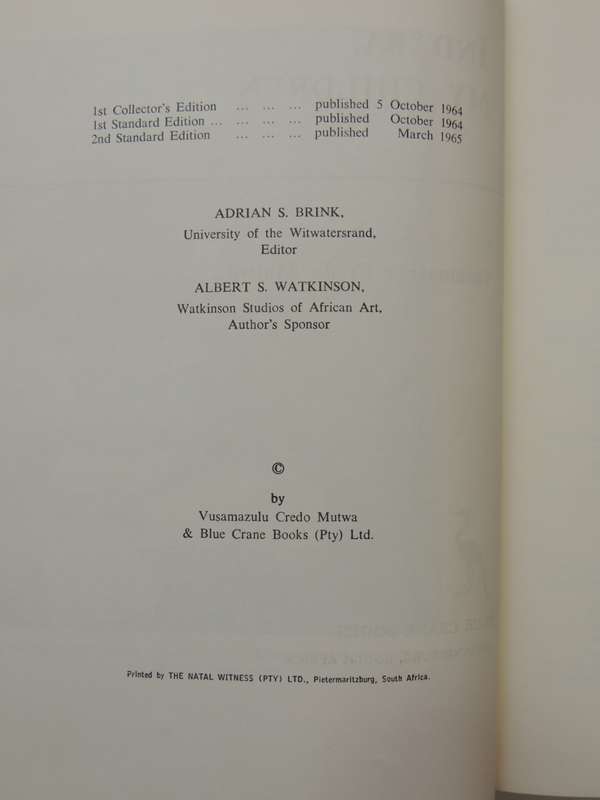 1st Collector's Edition ... ... ... published 5 October 1964
1st Standard Edition ... ... ... ... published October 1964
2nd Standard Edition ... ... ... published March 1965
ADRIAN S. BRINK,
University of the Witwatersrand,
Editor
ALBERT S. WATKINSON,
Watkinson Studios of African Art,
Author's Sponsor
©
by
Vusamazulu Credo Mutwa
& Blue Crane Books (Pty) Ltd.
Printed by THE NATAL WITNESS (PTY) LTD., Pietermaritzburg, South Africa.